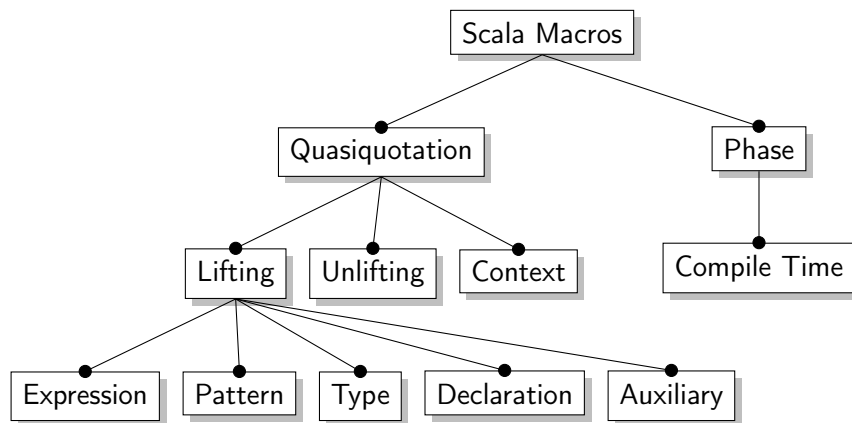 Scala Macros
Quasiquotation
Phase
Lifting
Unlifting
Context
Compile Time
Expression
Pattern
Type
Declaration
Auxiliary